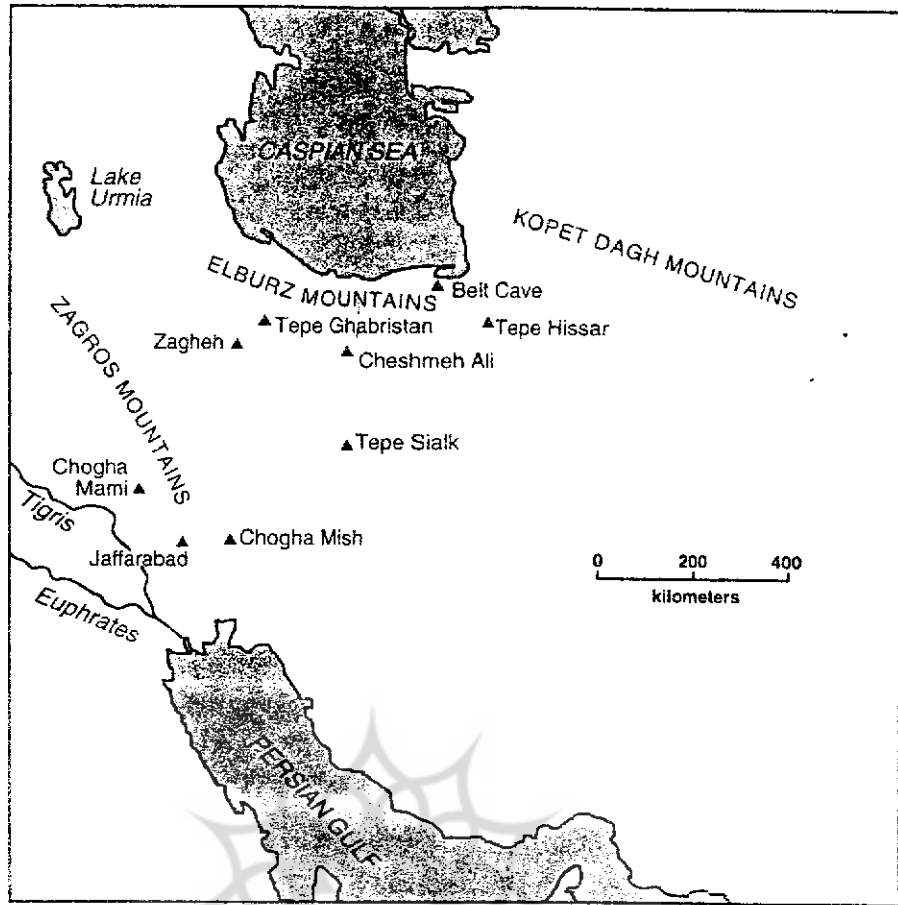 CASPIAN SEA
Lake
Urmia
KOPET DAGH MOUNTAINS
ELBURZ MOUNTAINS
Belt Cave
Tepe Ghabristan
Tepe Hissar
Zagheh
Cheshmeh Ali
ZAGROS MOUNTAINS
Tepe Sialk
Chogha
Mami
Tigris
Chogha Mish
Jaffarabad
0 200 400
kilometers
Euphrates
PERSIAN GULF